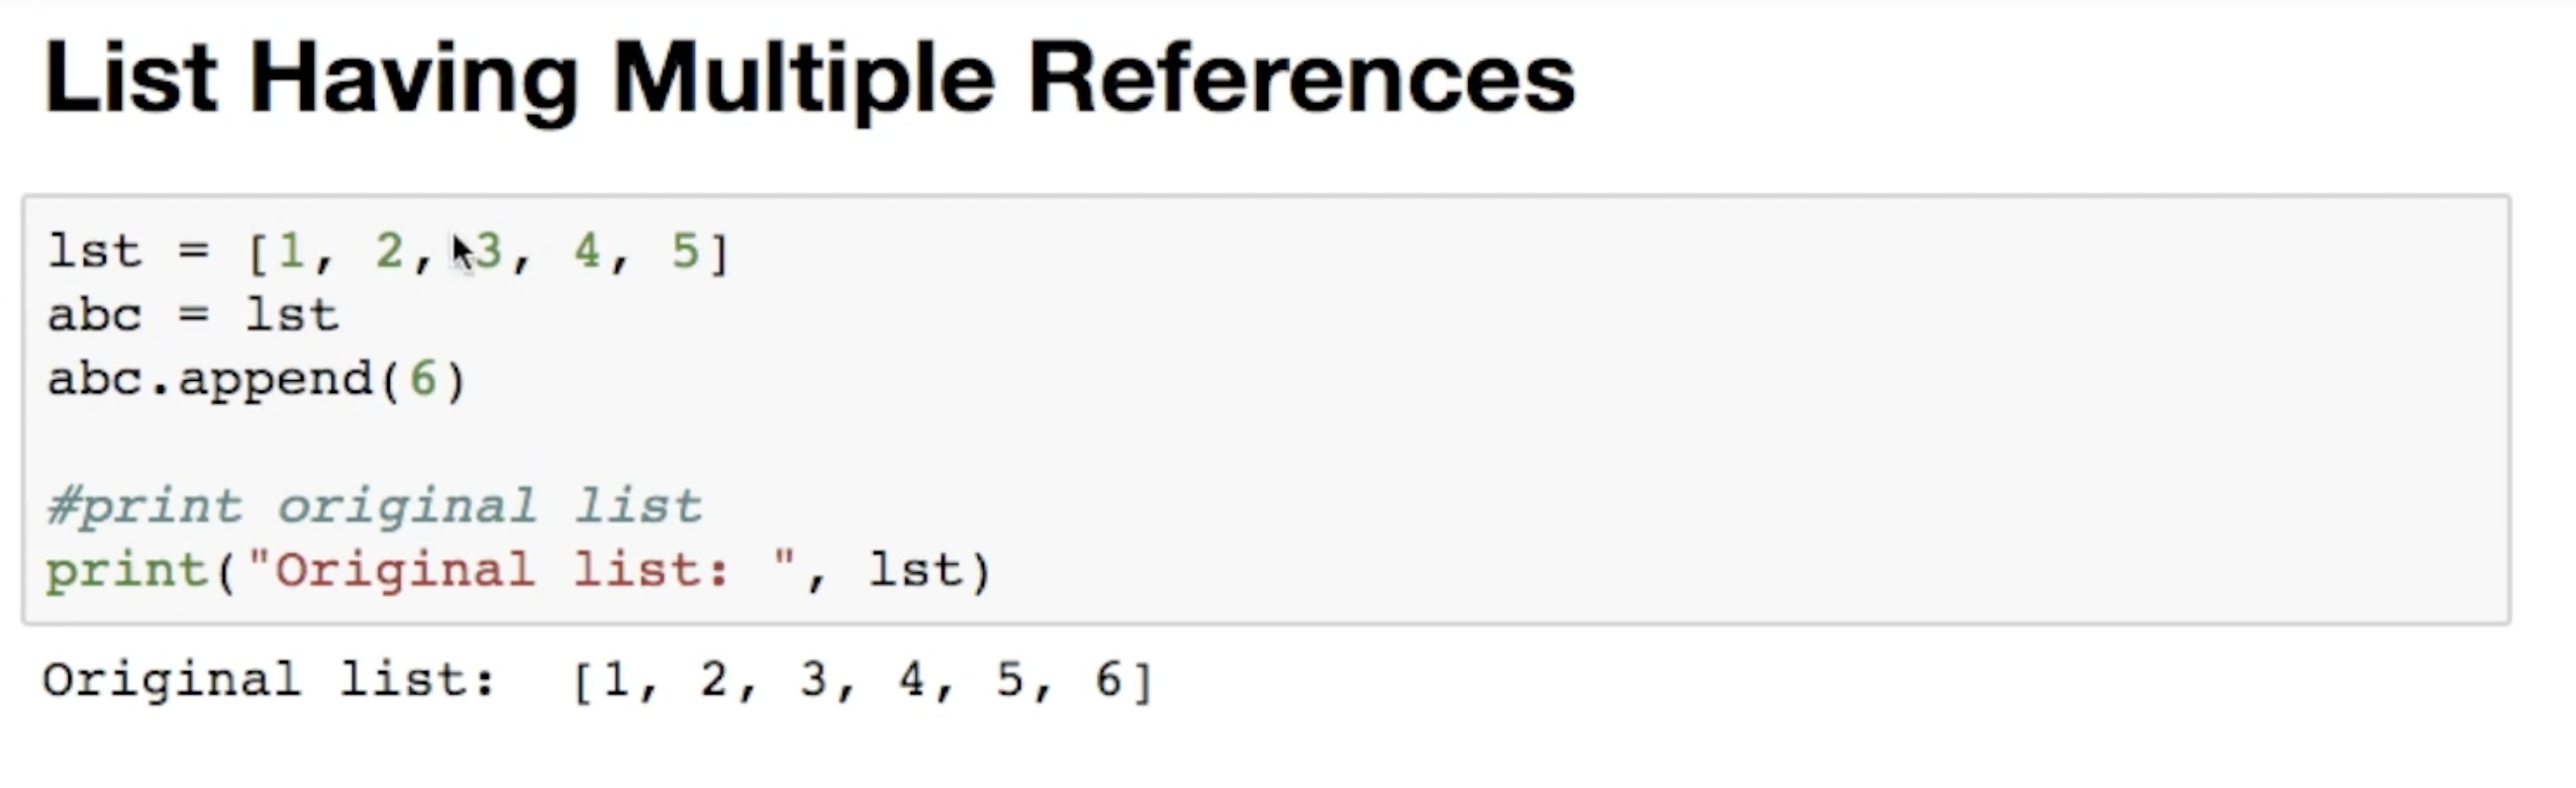 List Having Multiple References
lst = [1, 2, 3, 4, 5]
abc = lst
abc.append(6)
#print original list
print("Original list: ", lst)
Original list:  [1, 2, 3, 4, 5, 6]